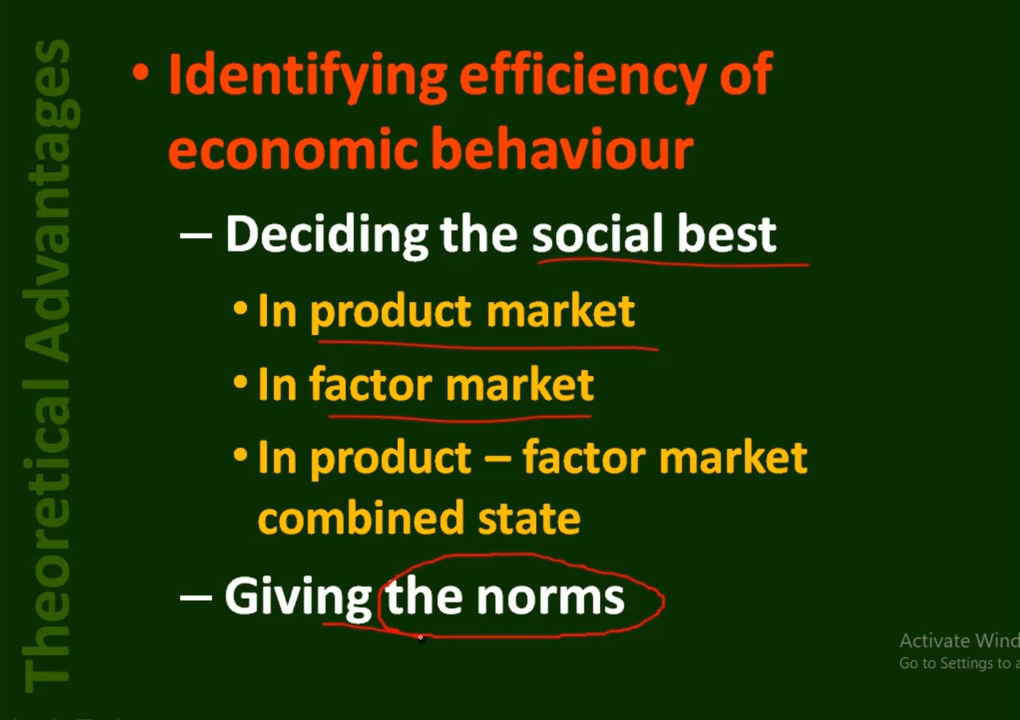 Theoretical Advantages
• Identifying efficiency of
economic behaviour
– Deciding the social best
• In product market
• In factor market
• In product – factor market
combined state
– Giving the norms
Activate Wind
Go to Settings to a